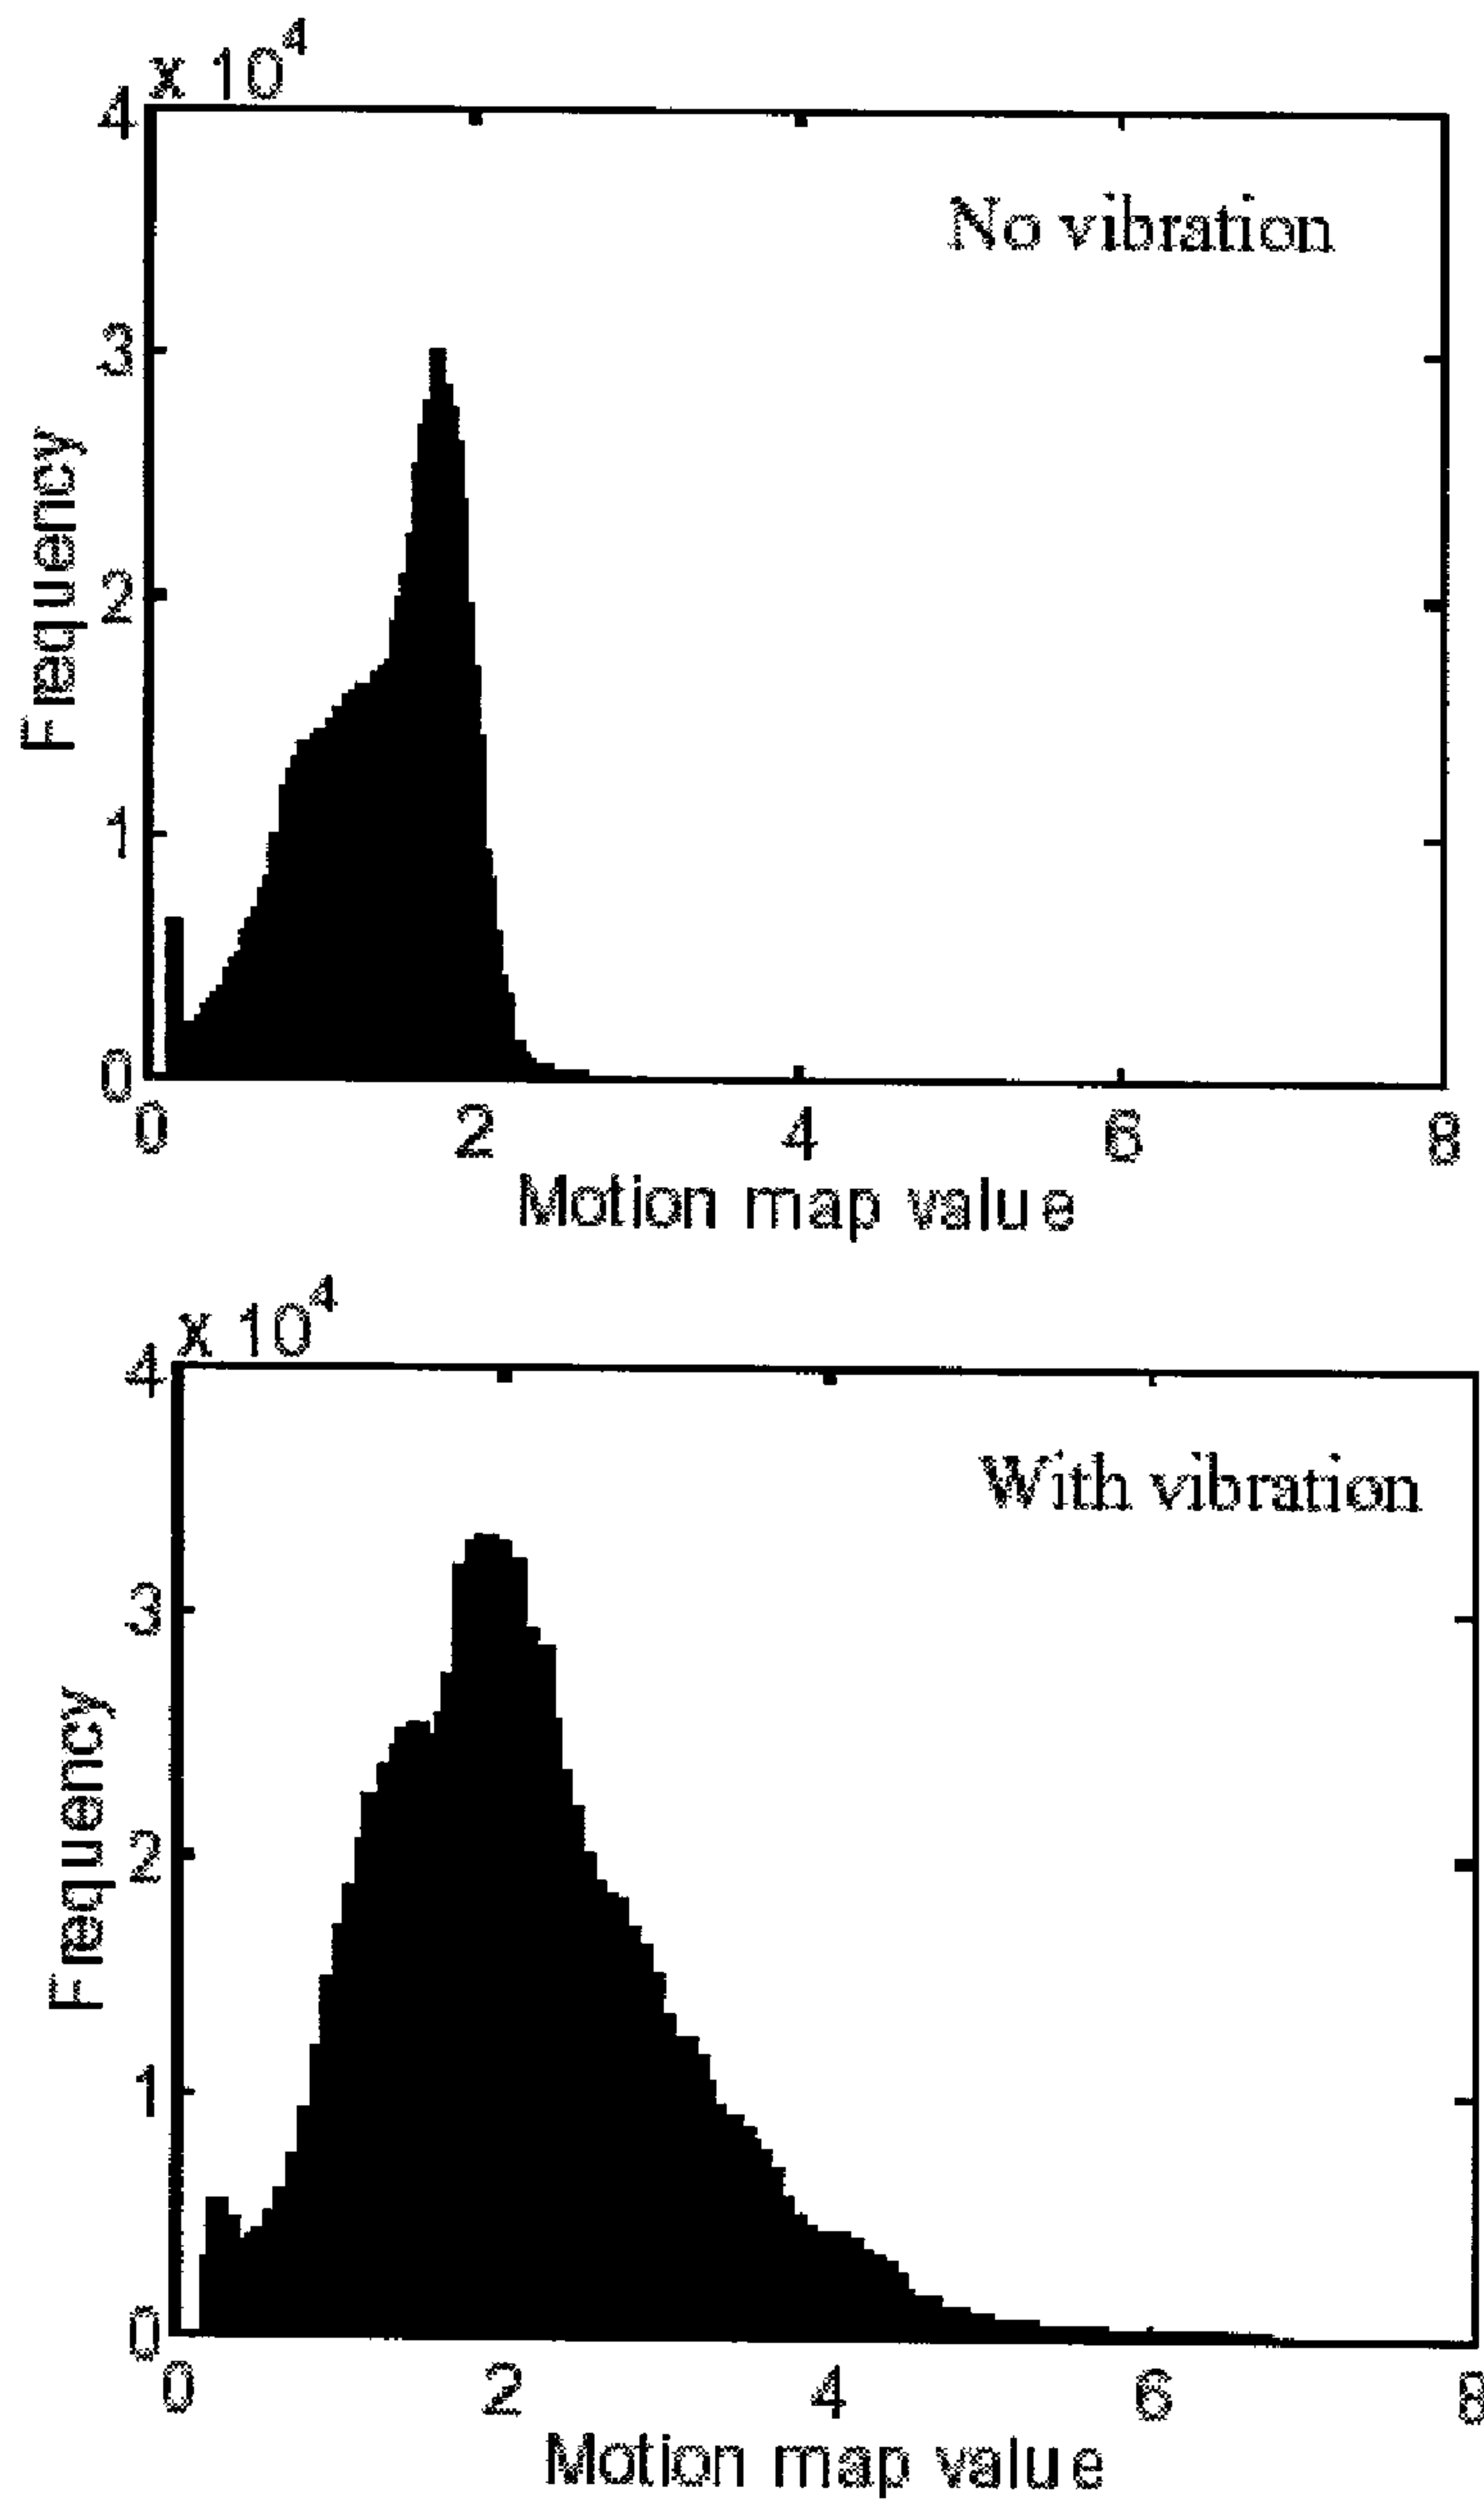 x 10^4
4
No vibration
3
2
1
0
Frequency
0 2 4 6 8
Motion map value
x 10^4
4
With vibration
3
2
1
0
Frequency
0 2 4 6 8
Motion map value